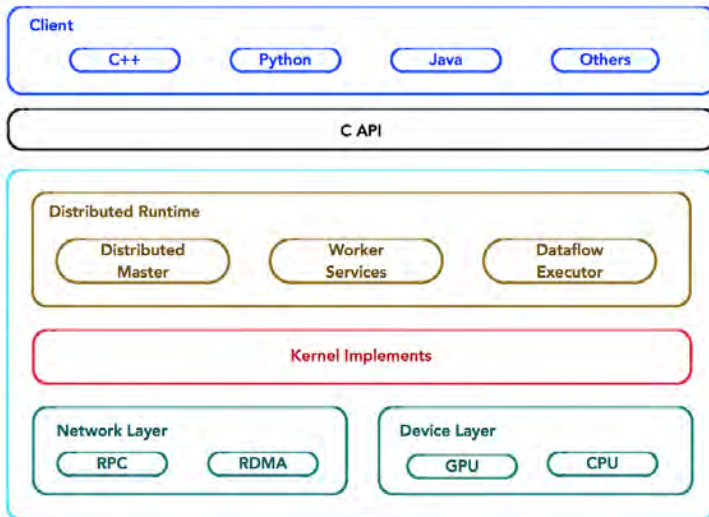 Client
C++
Python
Java
Others
C API
Distributed Runtime
Distributed
Master
Worker
Services
Dataflow
Executor
Kernel Implements
Network Layer
RPC
RDMA
Device Layer
GPU
CPU